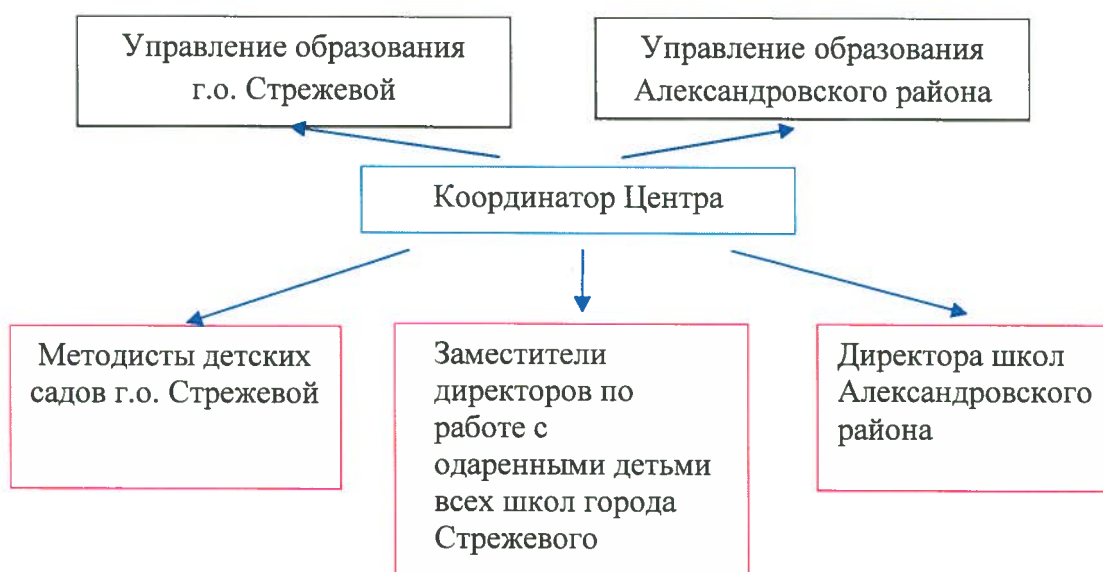 Управление образования
г.о. Стрежевой
Управление образования
Александровского района
Координатор Центра
Методисты детских
садов г.о. Стрежевой
Заместители
директоров по
работе с
одаренными детьми
всех школ города
Стрежевого
Директора школ
Александровского
района